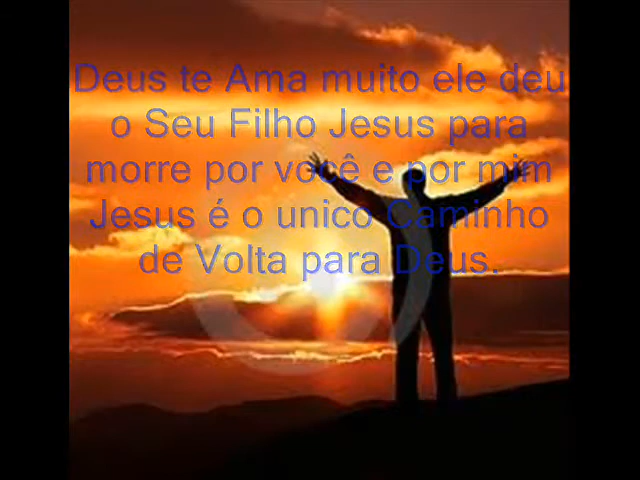 Deus te Ama muito ele deu
o Seu Filho Jesus para
morre por você e por mim
Jesus é o unico Caminho
de Volta para Deus.